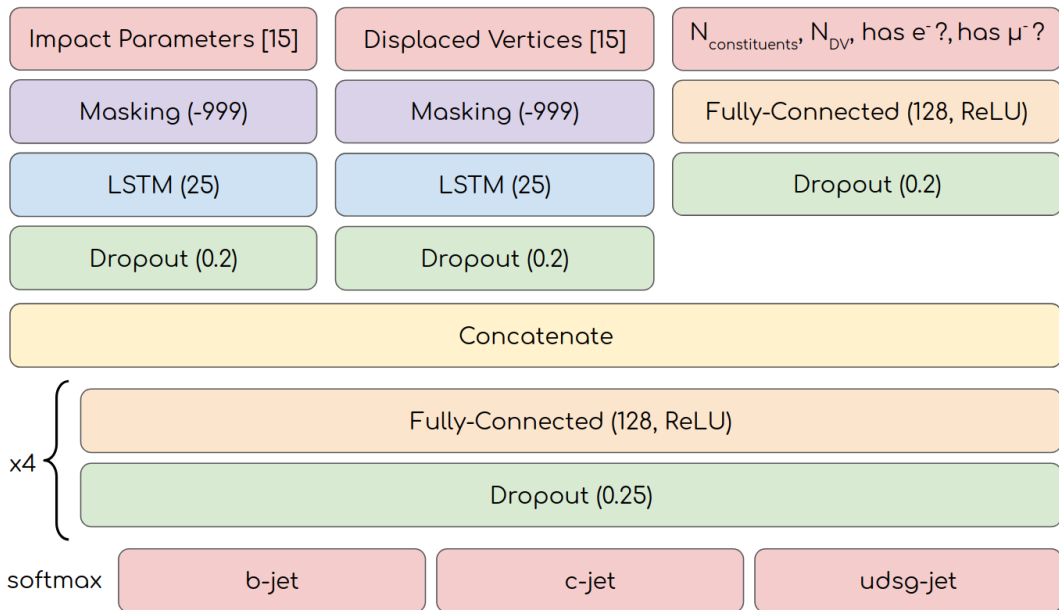 Impact Parameters [15] Displaced Vertices [15] N_constituents, N_DV, has e⁻?, has μ⁻?
Masking (-999) Masking (-999) Fully-Connected (128, ReLU)
LSTM (25) LSTM (25) Dropout (0.2)
Dropout (0.2) Dropout (0.2)
Concatenate
Fully-Connected (128, ReLU)
x4
Dropout (0.25)
softmax b-jet c-jet udsg-jet